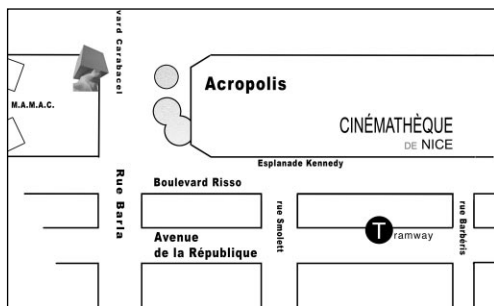 vard Carabacel
M.A.M.A.C.
Acropolis
CINÉMATHÈQUE
DE NICE
Esplanade Kennedy
Boulevard Risso
Rue Barla
rue Smolett
rue Barbéris
T
ramway
Avenue
de la République